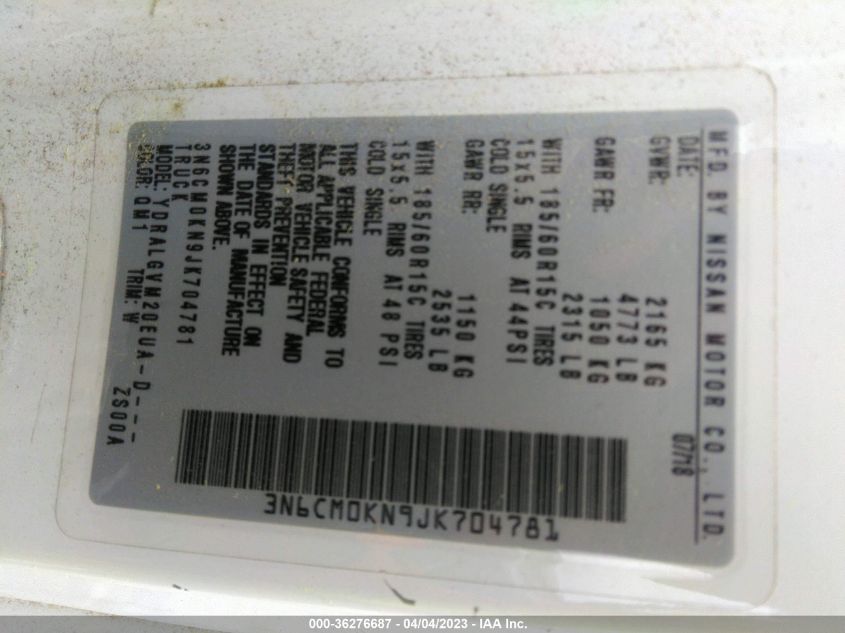 MFD. BY NISSAN MOTOR CO., LTD.
DATE: 07/18
GVWR: 2165 KG
4773 LB
GAWR FR: 1050 KG
2315 LB
WITH 185/60R15C TIRES
15x5.5 RIMS AT 44PSI
COLD SINGLE
GAWR RR: 1150 KG
2535 LB
WITH 185/60R15C TIRES
15x5.5 RIMS AT 48 PSI
COLD SINGLE
THIS VEHICLE CONFORMS TO
ALL APPLICABLE FEDERAL
MOTOR VEHICLE SAFETY AND
THEFT PREVENTION
STANDARDS IN EFFECT ON
THE DATE OF MANUFACTURE
SHOWN ABOVE.
3N6CM0KN9JK704781
TRUCK
MODEL: YDRALGVM20EUA-D----
COLOR: QM1 TRIM: W ZS00A
3N6CM0KN9JK704781
000-36276687 - 04/04/2023 - IAA Inc.